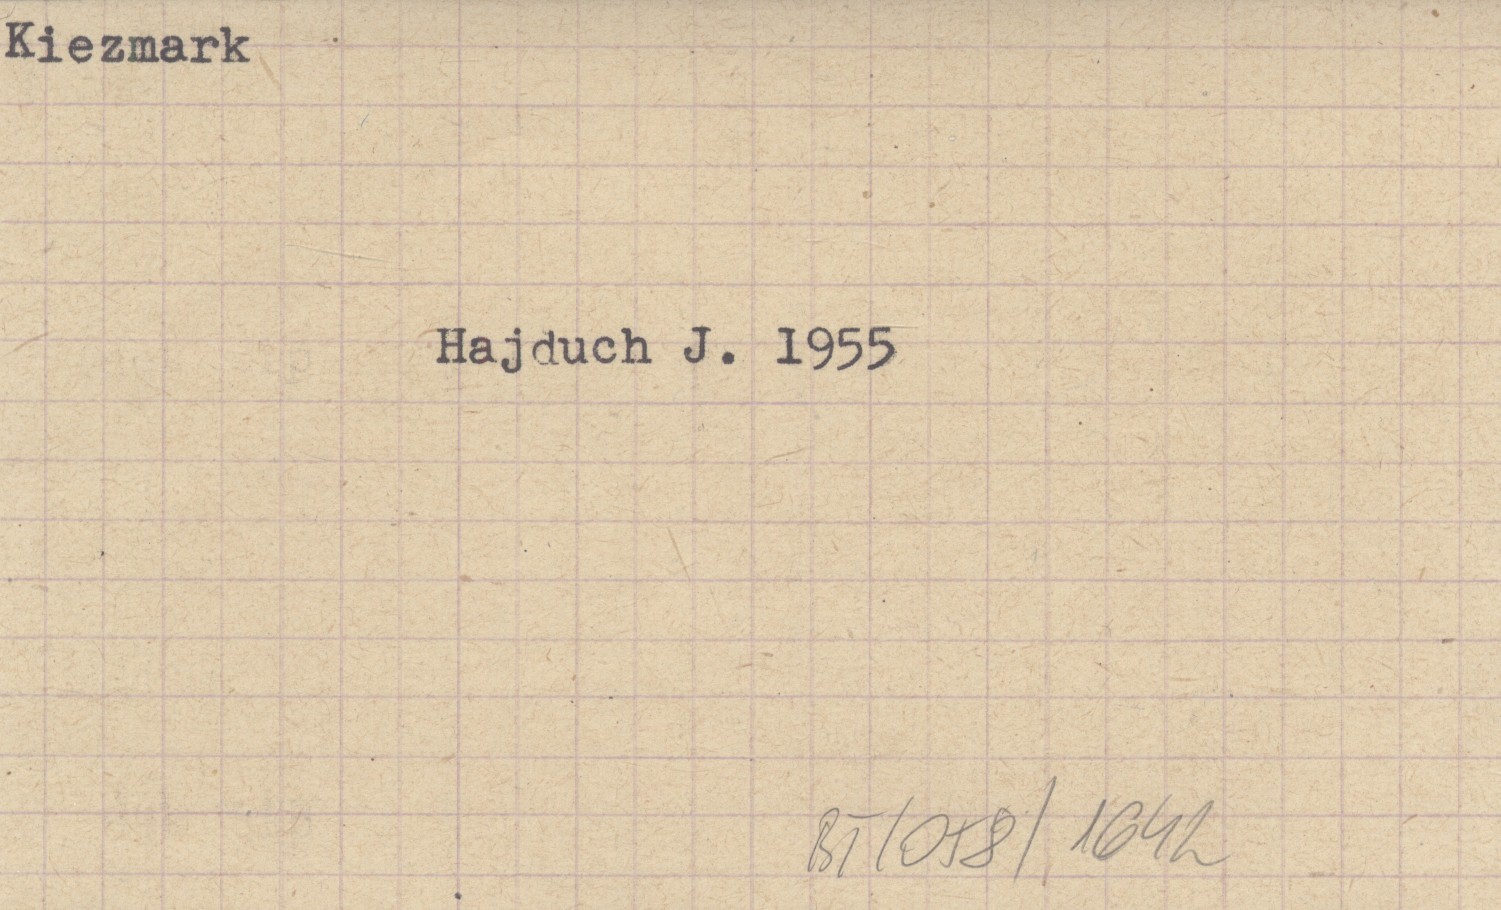 Kiezmark
Hajduch J. 1955
BT/058/1642